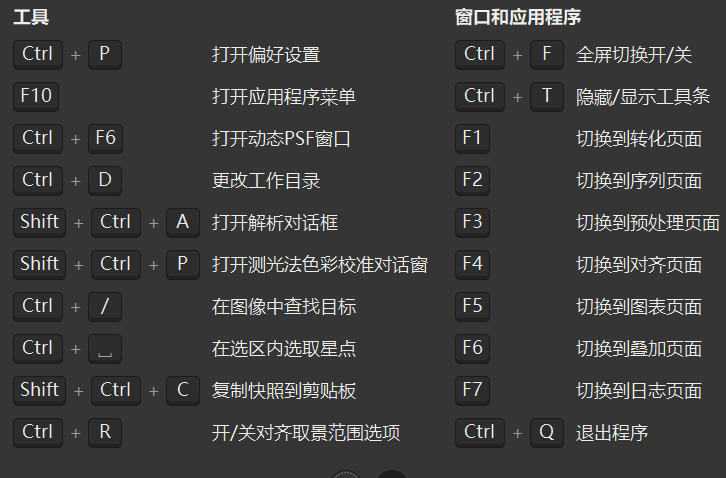 工具
Ctrl + P 打开偏好设置
F10 打开应用程序菜单
Ctrl + F6 打开动态PSF窗口
Ctrl + D 更改工作目录
Shift + Ctrl + A 打开解析对话框
Shift + Ctrl + P 打开测光法色彩校准对话窗
Ctrl + / 在图像中查找目标
Ctrl + ␣ 在选区内选取星点
Shift + Ctrl + C 复制快照到剪贴板
Ctrl + R 开/关对齐取景范围选项
窗口和应用程序
Ctrl + F 全屏切换开/关
Ctrl + T 隐藏/显示工具条
F1 切换到转化页面
F2 切换到序列页面
F3 切换到预处理页面
F4 切换到对齐页面
F5 切换到图表页面
F6 切换到叠加页面
F7 切换到日志页面
Ctrl + Q 退出程序